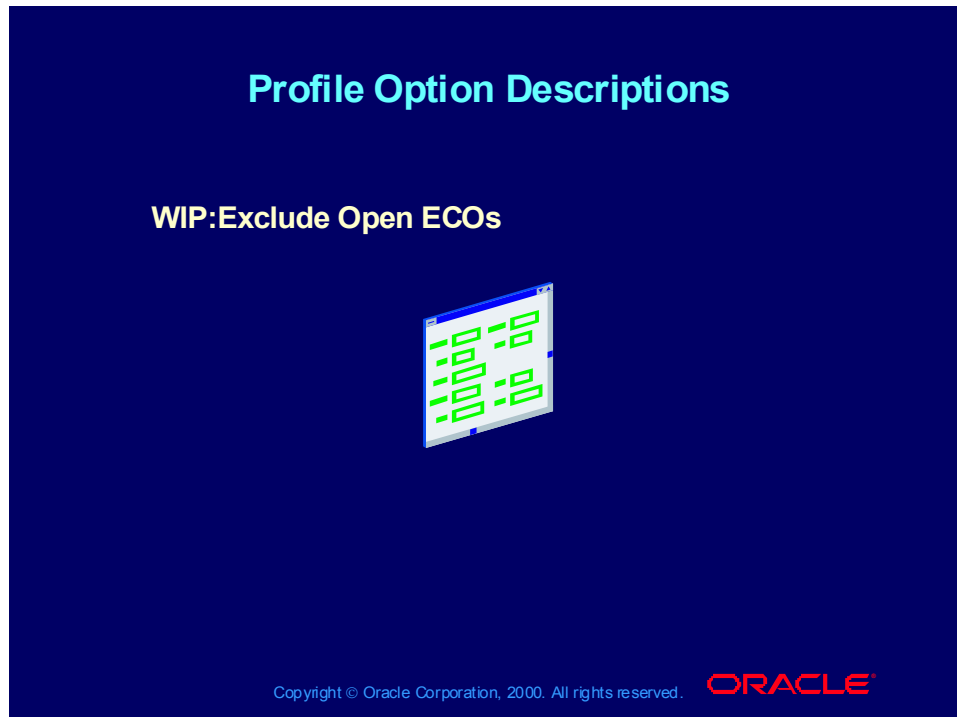 Profile Option Descriptions
WIP:Exclude Open ECOs
Copyright © Oracle Corporation, 2000. All rights reserved.
ORACLE®